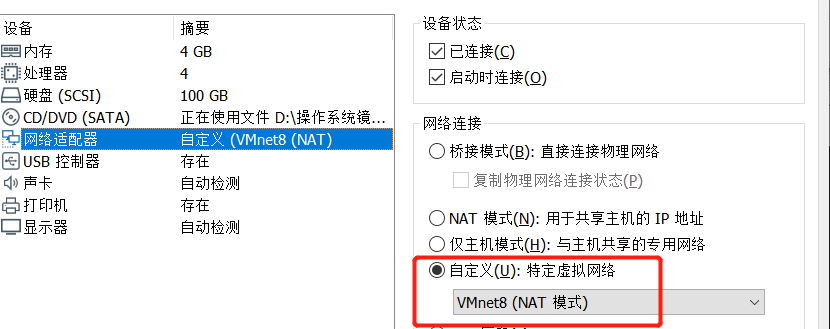 设备 摘要
内存 4 GB
处理器 4
硬盘 (SCSI) 100 GB
CD/DVD (SATA) 正在使用文件 D:\操作系统镜...
网络适配器 自定义 (VMnet8 (NAT)
USB 控制器 存在
声卡 自动检测
打印机 存在
显示器 自动检测
设备状态
已连接(C)
启动时连接(O)
网络连接
桥接模式(B): 直接连接物理网络
复制物理网络连接状态(P)
NAT 模式(N): 用于共享主机的 IP 地址
仅主机模式(H): 与主机共享的专用网络
自定义(U): 特定虚拟网络
VMnet8 (NAT 模式)